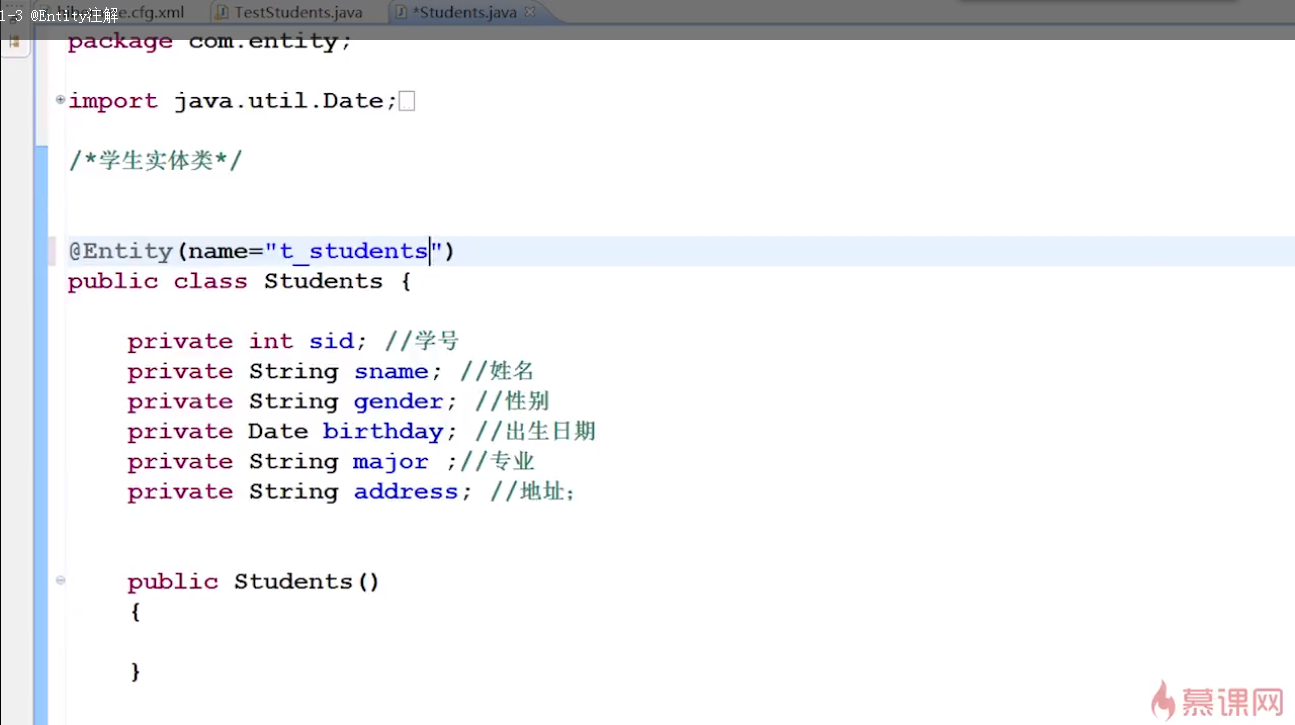 1-3 @Entity注解
.cfg.xml TestStudents.java *Students.java
package com.entity;
import java.util.Date;
/*学生实体类*/
@Entity(name="t_students")
public class Students {
private int sid; //学号
private String sname; //姓名
private String gender; //性别
private Date birthday; //出生日期
private String major ;//专业
private String address; //地址;
public Students()
{
}
慕课网